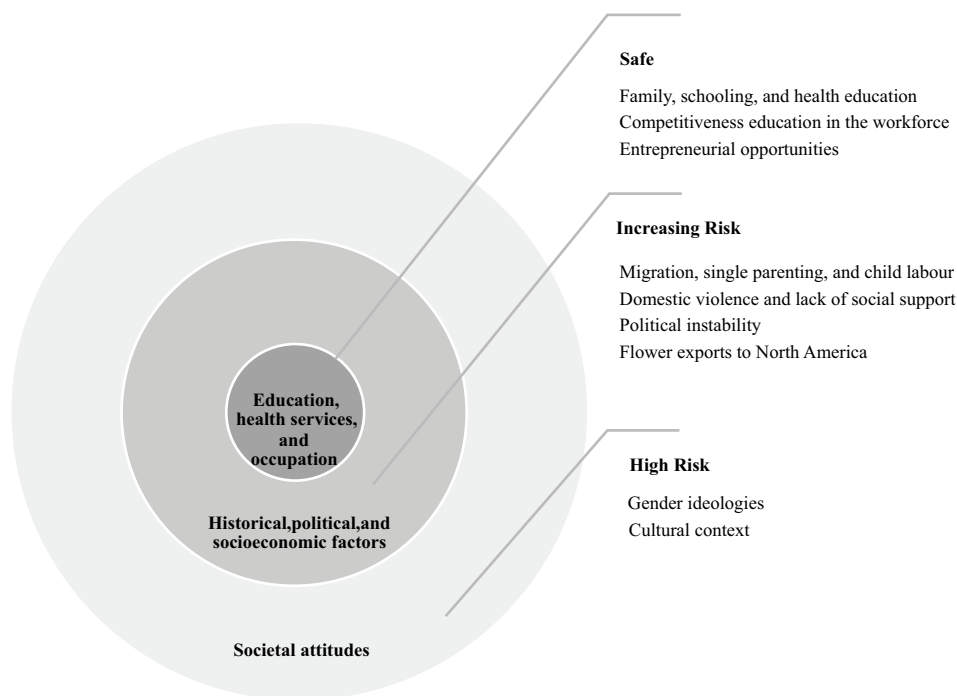 Safe
Family, schooling, and health education
Competitiveness education in the workforce
Entrepreneurial opportunities
Increasing Risk
Migration, single parenting, and child labour
Domestic violence and lack of social support
Political instability
Flower exports to North America
Education,
health services,
and
occupation
High Risk
Gender ideologies
Cultural context
Historical,political,and
socioeconomic factors
Societal attitudes